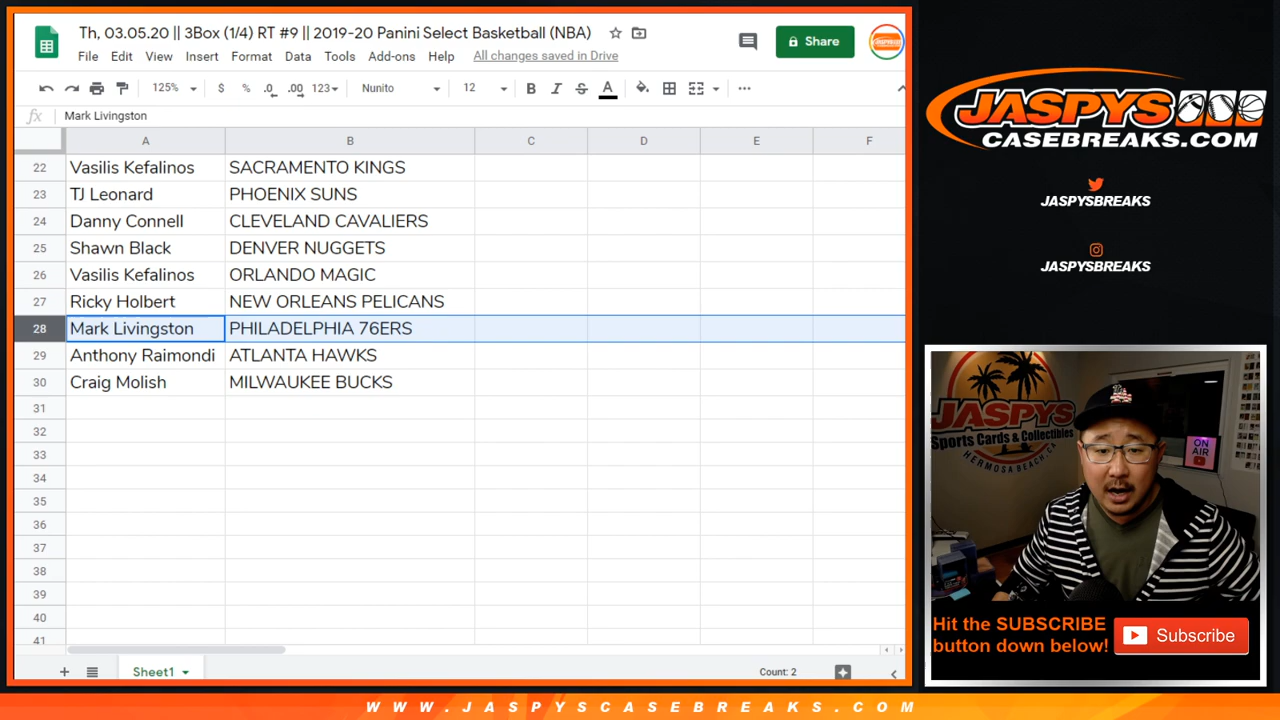 Th, 03.05.20 || 3Box (1/4) RT #9 || 2019-20 Panini Select Basketball (NBA)
File Edit View Insert Format Data Tools Add-ons Help All changes saved in Drive
Share
125% $ % .0 .00 123 Nunito 12 B I S A
fx Mark Livingston
A B C D E F
22 Vasilis Kefalinos SACRAMENTO KINGS
23 TJ Leonard PHOENIX SUNS
24 Danny Connell CLEVELAND CAVALIERS
25 Shawn Black DENVER NUGGETS
26 Vasilis Kefalinos ORLANDO MAGIC
27 Ricky Holbert NEW ORLEANS PELICANS
28 Mark Livingston PHILADELPHIA 76ERS
29 Anthony Raimondi ATLANTA HAWKS
30 Craig Molish MILWAUKEE BUCKS
31
32
33
34
35
36
37
38
39
40
41
Sheet1
Count: 2
JASPYS
CASEBREAKS.COM
JASPYSBREAKS
JASPYSBREAKS
JASPYS
Sports Cards & Collectibles
HERMOSA BEACH, CA
ON
AIR
Hit the SUBSCRIBE
button down below!
Subscribe
WWW.JASPYSCASEBREAKS.COM